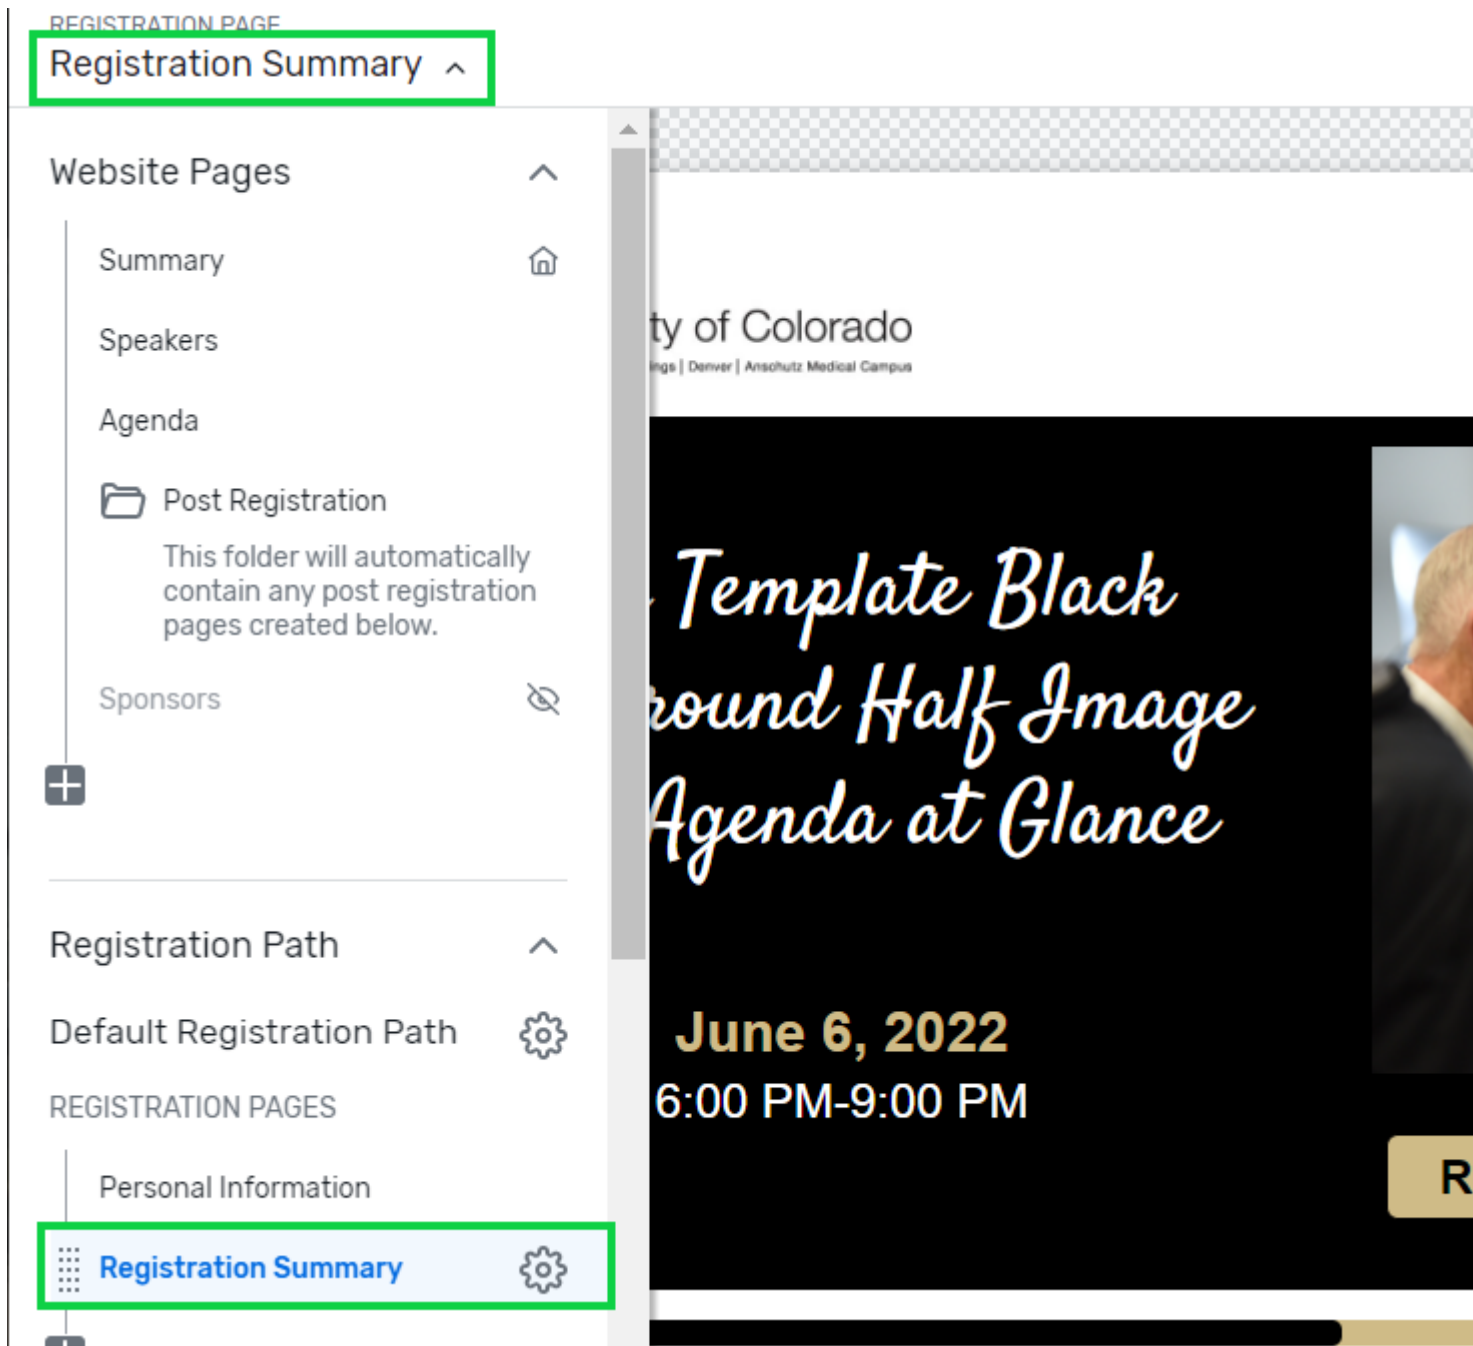 REGISTRATION PAGE
Registration Summary
Website Pages
Summary
Speakers
Agenda
Post Registration
This folder will automatically
contain any post registration
pages created below.
Sponsors
Registration Path
Default Registration Path
REGISTRATION PAGES
Personal Information
Registration Summary
ty of Colorado
ngs | Denver | Anschutz Medical Campus
Template Black
round Half Image
Agenda at Glance
June 6, 2022
6:00 PM-9:00 PM
R